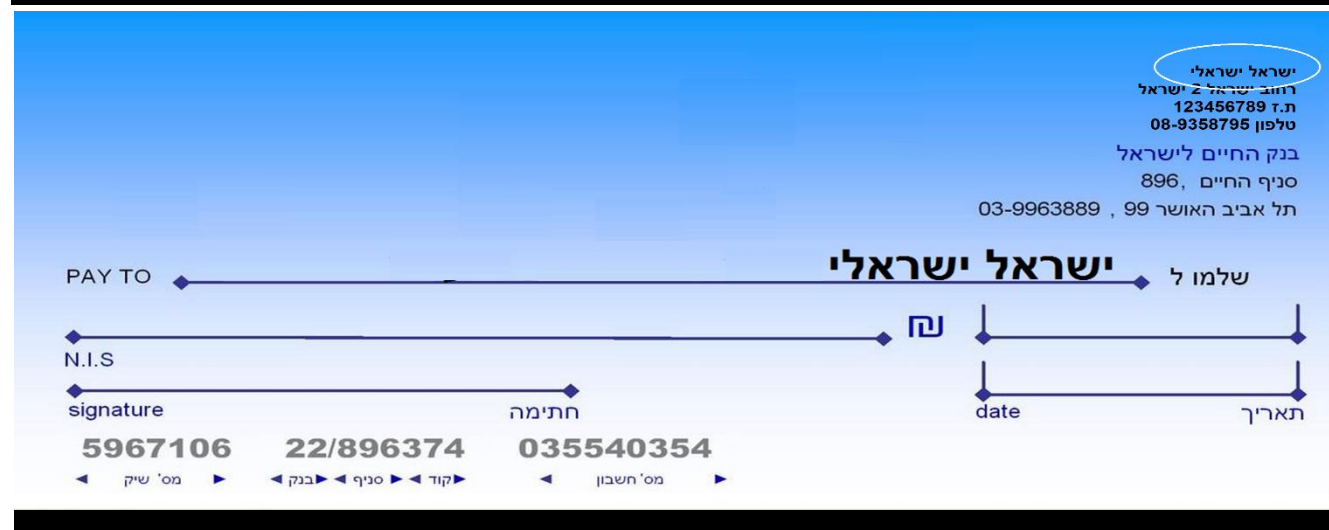 ישראל ישראלי
רחוב ישראל 2 ישראל
ת.ז 123456789
טלפון 08-9358795
בנק החיים לישראל
סניף החיים ,896
תל אביב האושר 99 , 03-9963889
שלמו ל ישראל ישראלי PAY TO
₪
N.I.S
signature חתימה
תאריך date
5967106 22/896374 035540354
מס' שיק בנק סניף קוד מס' חשבון